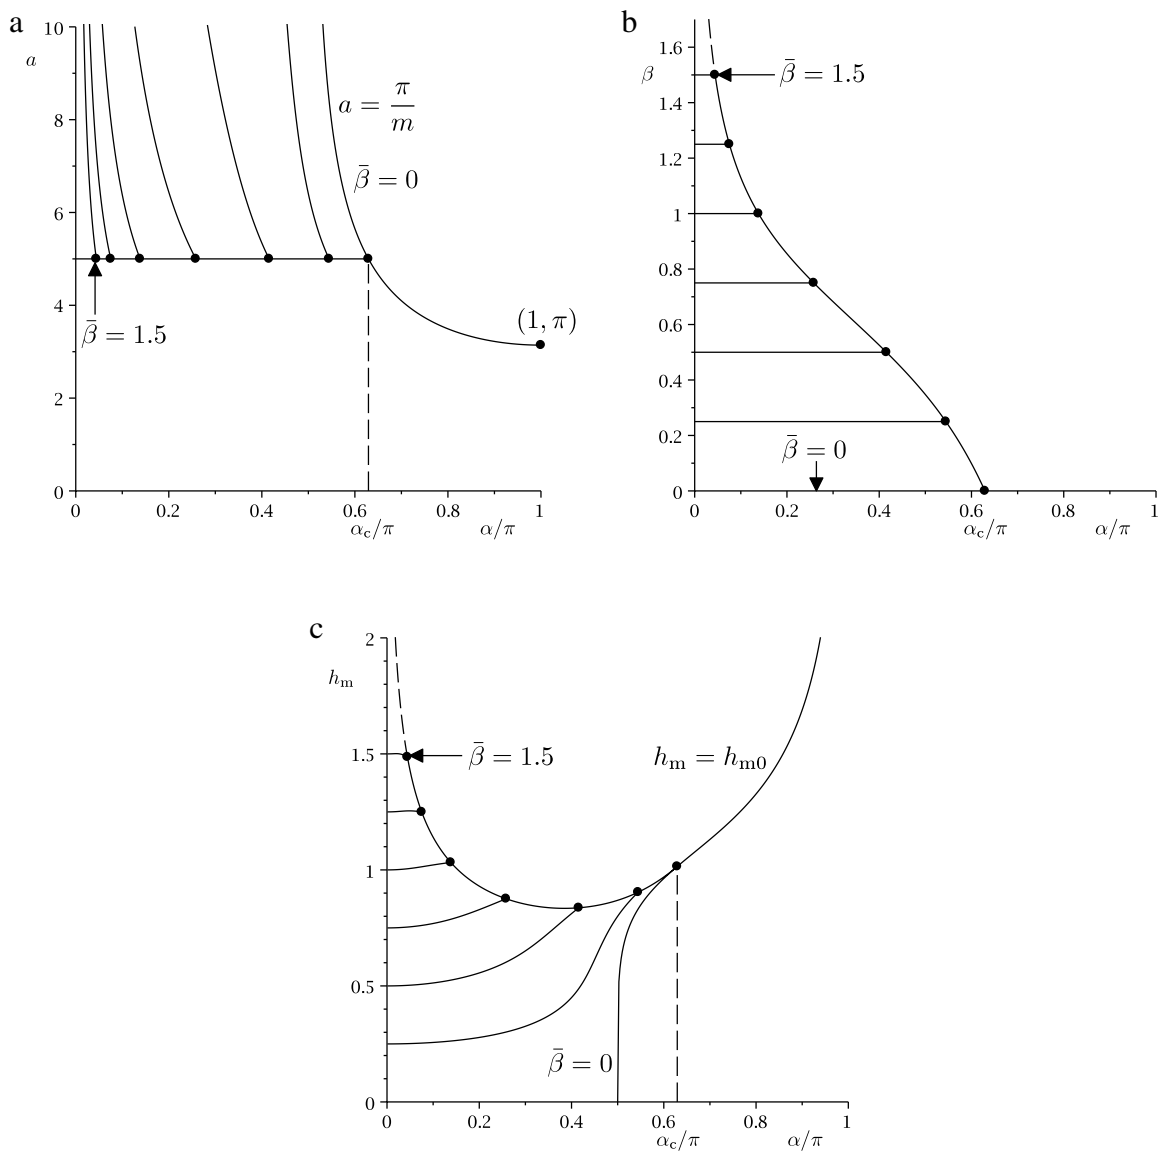 a
10
a
8
6
4
2
0
a = π/m
β̄ = 0
(1, π)
β̄ = 1.5
0 0.2 0.4 0.6 0.8 1
α_c/π α/π
b
β
1.6
1.4
1.2
1
0.8
0.6
0.4
0.2
0
β̄ = 1.5
β̄ = 0
0 0.2 0.4 0.6 0.8 1
α_c/π α/π
c
2
h_m
1.5
1
0.5
0
β̄ = 1.5
h_m = h_m0
β̄ = 0
0 0.2 0.4 0.6 0.8 1
α_c/π α/π